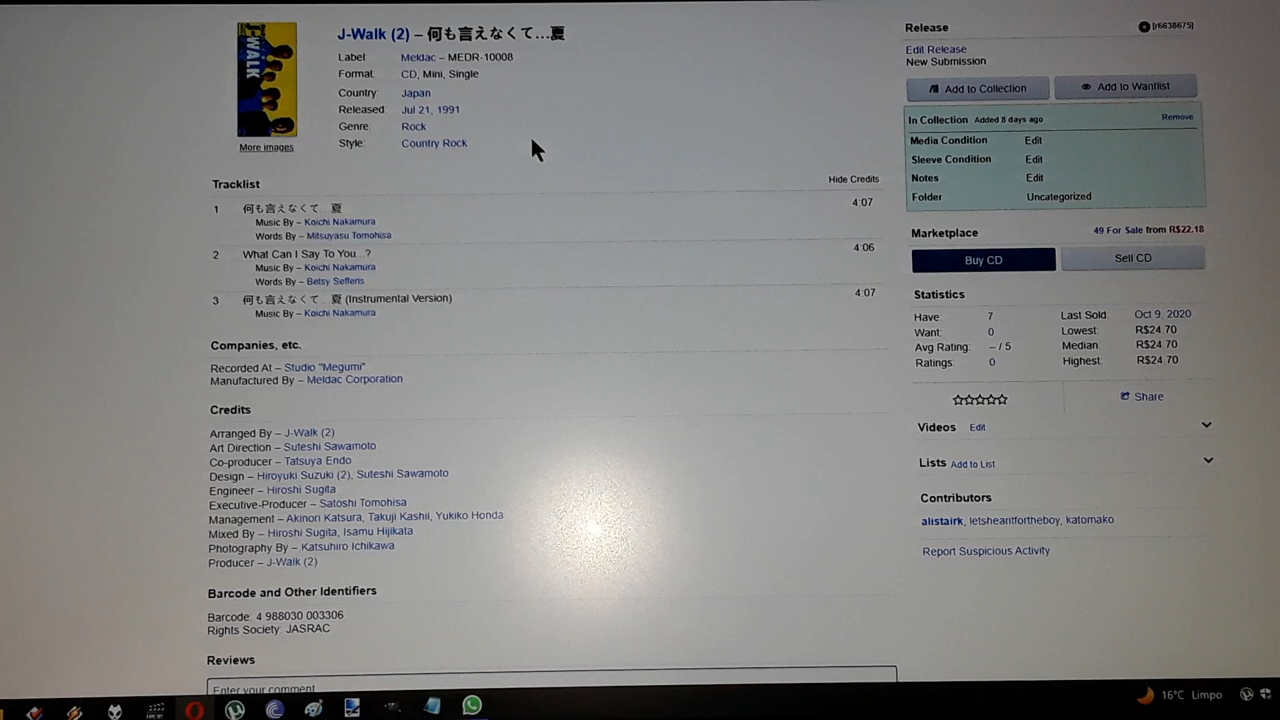 J-WALK
J-Walk (2) – 何も言えなくて...夏
Label: Meldac – MEDR-10008
Format: CD, Mini, Single
Country: Japan
Released: Jul 21, 1991
Genre: Rock
Style: Country Rock
More images
Tracklist
Hide Credits
1 何も言えなくて...夏 4:07
Music By – Koichi Nakamura
Words By – Mitsuyasu Tomohisa
2 What Can I Say To You...? 4:06
Music By – Koichi Nakamura
Words By – Betsy Seffens
3 何も言えなくて...夏 (Instrumental Version) 4:07
Music By – Koichi Nakamura
Companies, etc.
Recorded At – Studio "Megumi"
Manufactured By – Meldac Corporation
Credits
Arranged By – J-Walk (2)
Art Direction – Suteshi Sawamoto
Co-producer – Tatsuya Endo
Design – Hiroyuki Suzuki (2), Suteshi Sawamoto
Engineer – Hiroshi Sugita
Executive-Producer – Satoshi Tomohisa
Management – Akinori Katsura, Takuji Kashii, Yukiko Honda
Mixed By – Hiroshi Sugita, Isamu Hijikata
Photography By – Katsuhiro Ichikawa
Producer – J-Walk (2)
Barcode and Other Identifiers
Barcode: 4 988030 003306
Rights Society: JASRAC
Reviews
Enter your comment
Release
[r6638675]
Edit Release
New Submission
Add to Collection
Add to Wantlist
In Collection Added 8 days ago
Remove
Media Condition Edit
Sleeve Condition Edit
Notes Edit
Folder Uncategorized
Marketplace
49 For Sale from R$22.18
Buy CD
Sell CD
Statistics
Have: 7
Want: 0
Avg Rating: – / 5
Ratings: 0
Last Sold: Oct 9, 2020
Lowest: R$24.70
Median: R$24.70
Highest: R$24.70
Share
Videos Edit
Lists Add to List
Contributors
alistairk, letshearitfortheboy, katomako
Report Suspicious Activity
16°C Limpo